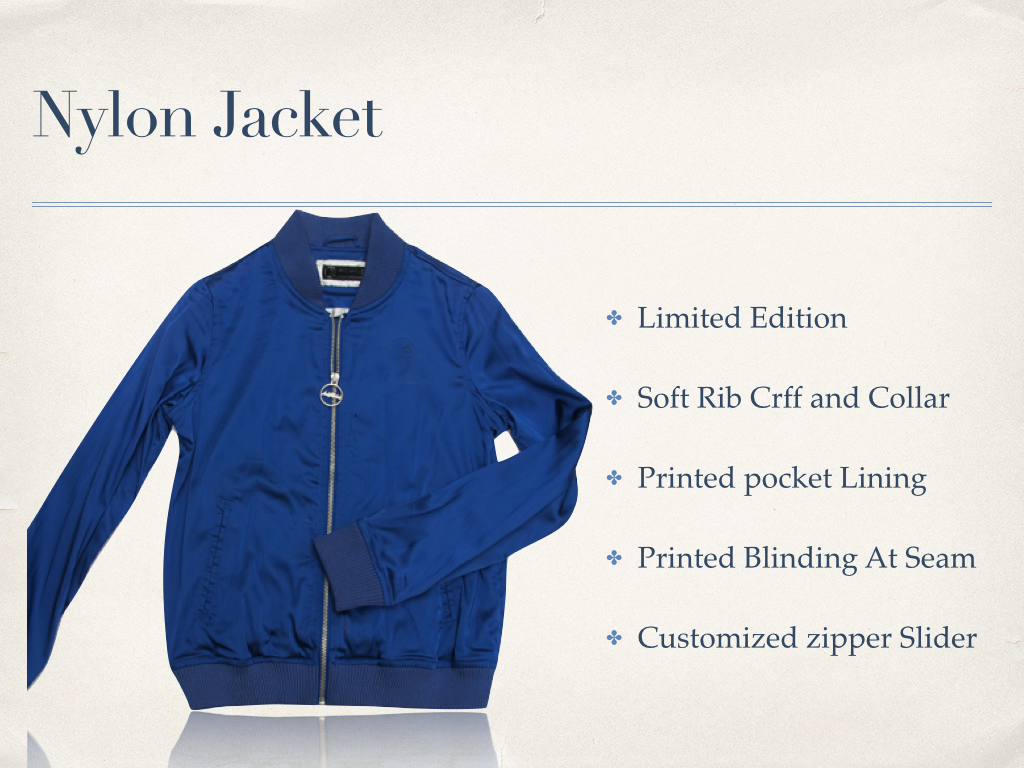 Nylon Jacket
Limited Edition
Soft Rib Crff and Collar
Printed pocket Lining
Printed Blinding At Seam
Customized zipper Slider